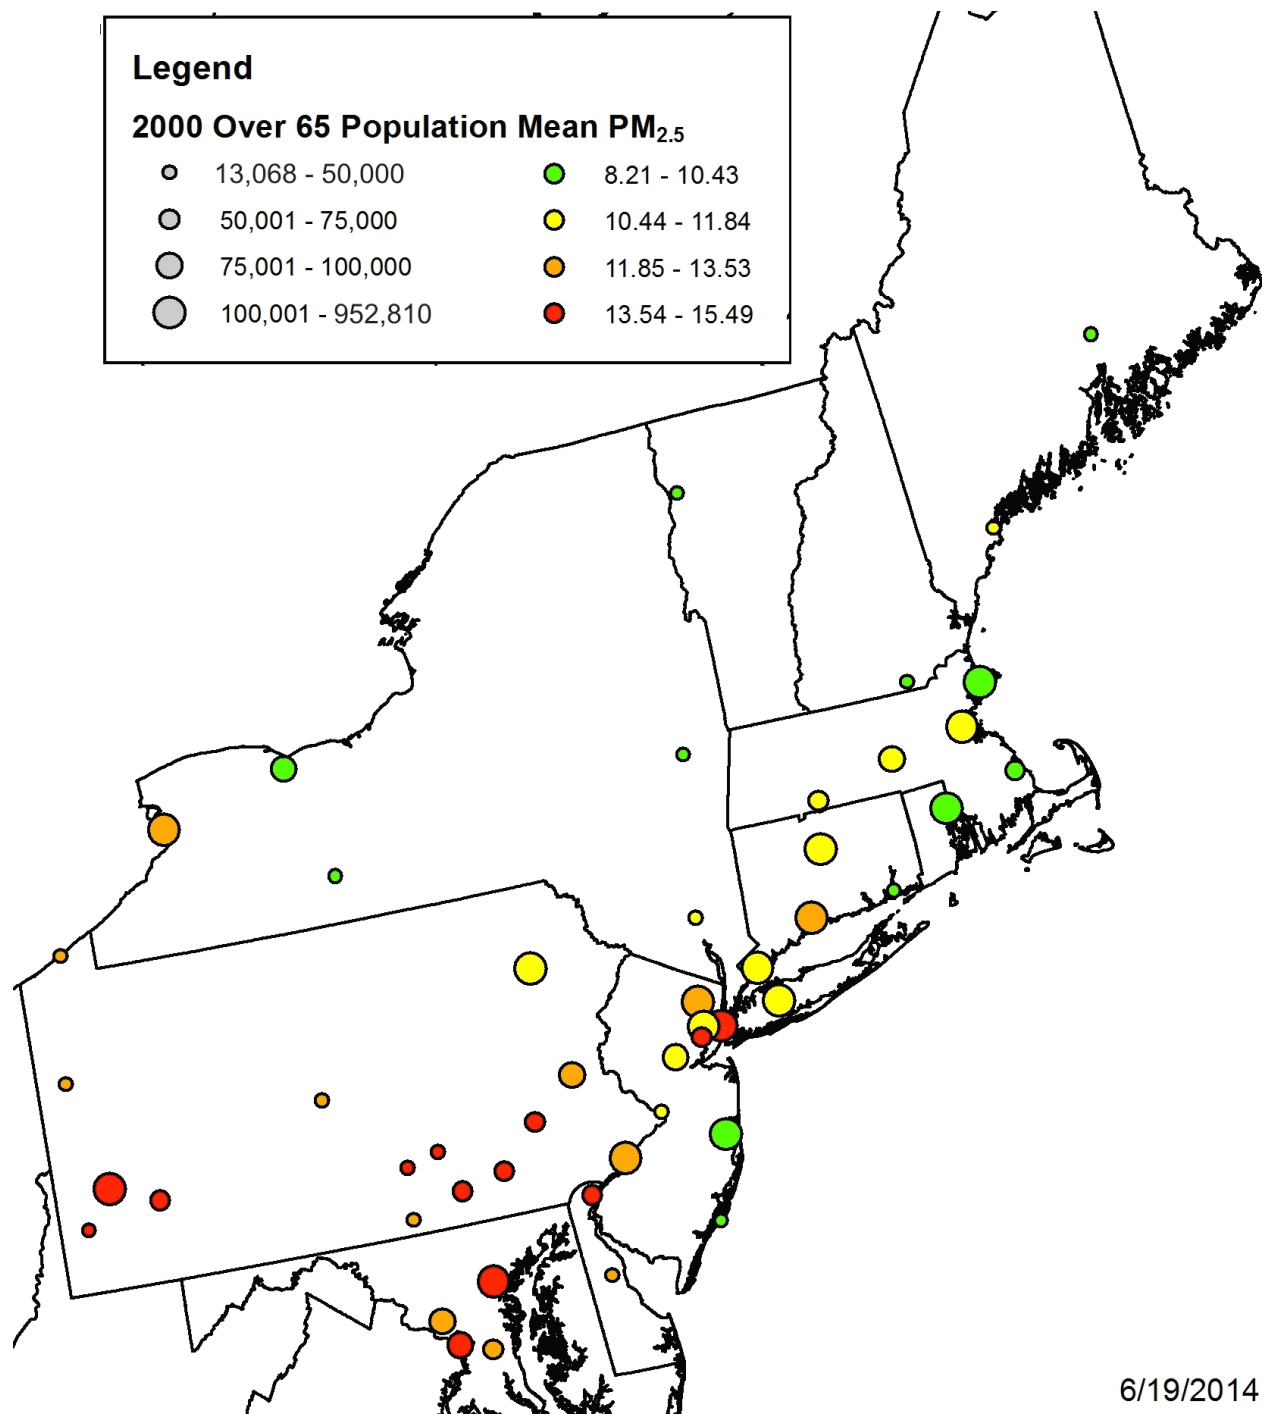 Legend
2000 Over 65 Population Mean PM2.5
13,068 - 50,000 8.21 - 10.43
50,001 - 75,000 10.44 - 11.84
75,001 - 100,000 11.85 - 13.53
100,001 - 952,810 13.54 - 15.49
6/19/2014